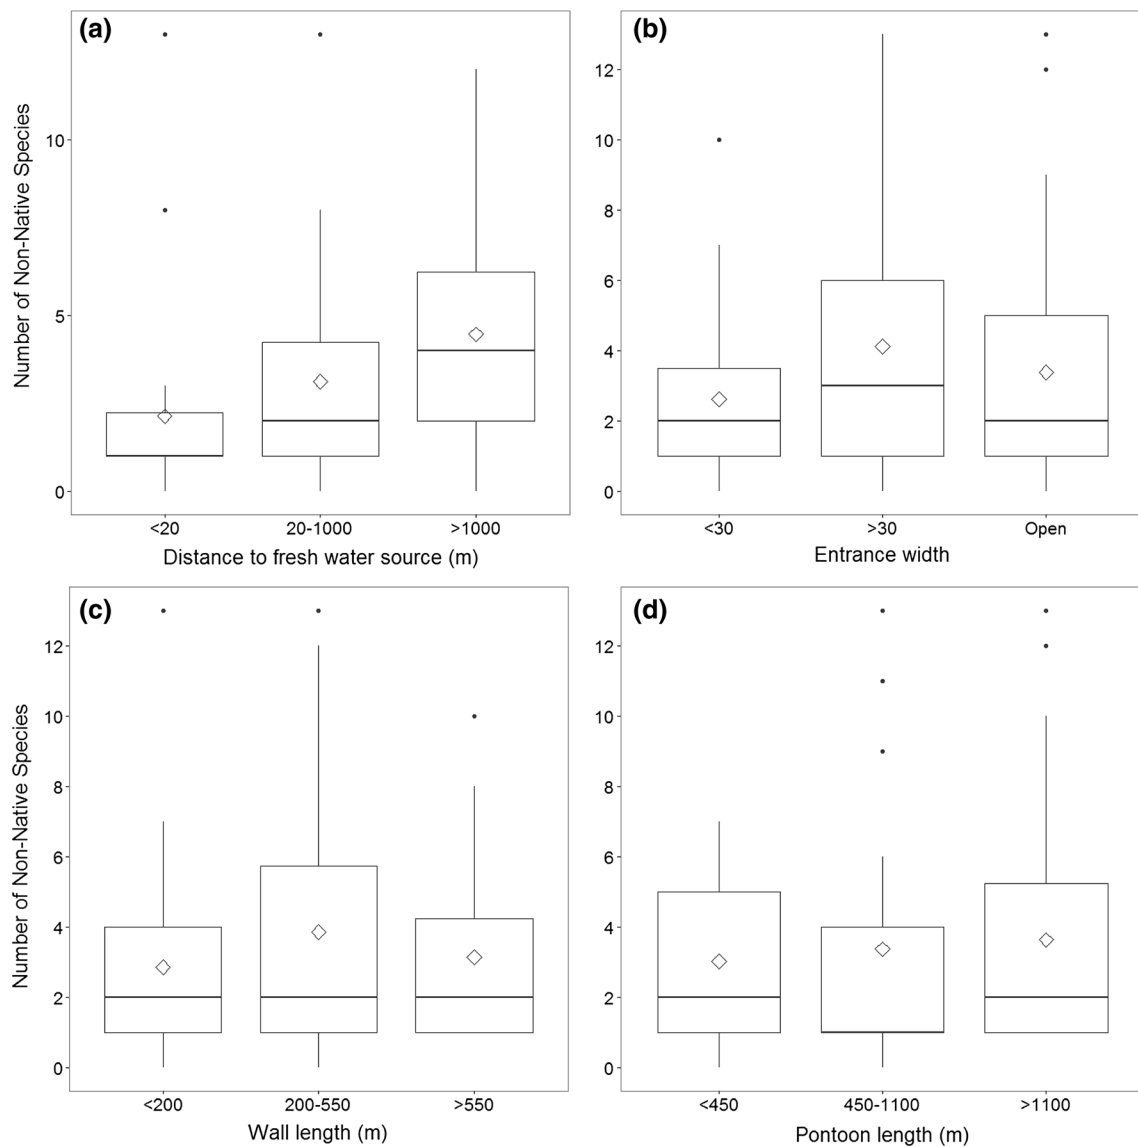 (a)
Number of Non-Native Species
10
5
0
<20 20-1000 >1000
Distance to fresh water source (m)
(b)
12
10
8
6
4
2
0
<30 >30 Open
Entrance width
(c)
Number of Non-Native Species
12
10
8
6
4
2
0
<200 200-550 >550
Wall length (m)
(d)
12
10
8
6
4
2
0
<450 450-1100 >1100
Pontoon length (m)